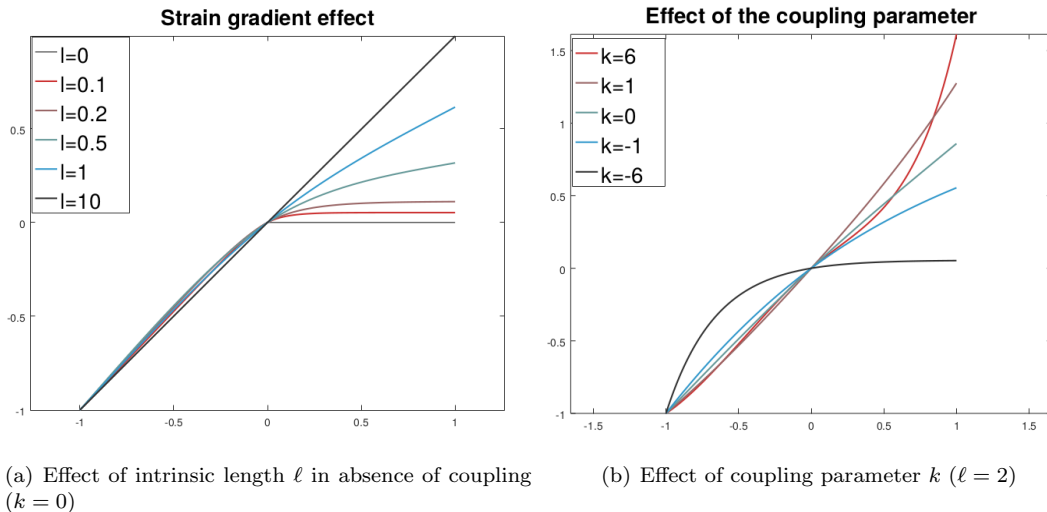 Strain gradient effect
l=0
l=0.1
l=0.2
l=0.5
l=1
l=10
0.5
0
-0.5
-1
-1
-0.5
0
0.5
1
Effect of the coupling parameter
k=6
k=1
k=0
k=-1
k=-6
1.5
1
0.5
0
-0.5
-1
-1.5
-1
-0.5
0
0.5
1
1.5
(a) Effect of intrinsic length ℓ in absence of coupling
(k = 0)
(b) Effect of coupling parameter k (ℓ = 2)